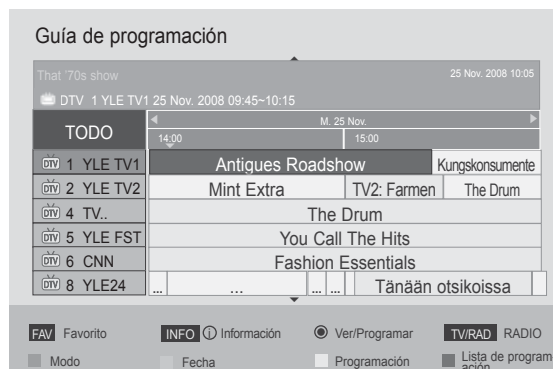 Guía de programación
That '70s show 25 Nov. 2008 10:05
DTV 1 YLE TV1 25 Nov. 2008 09:45~10:15
TODO
M. 25 Nov.
14:00 15:00
DTV 1 YLE TV1 Antigues Roadshow Kungskonsumente
DTV 2 YLE TV2 Mint Extra TV2: Farmen The Drum
DTV 4 TV.. The Drum
DTV 5 YLE FST You Call The Hits
DTV 6 CNN Fashion Essentials
DTV 8 YLE24 ... ... ... ... Tänään otsikoissa
FAV Favorito INFO Información Ver/Programar TV/RAD RADIO
Modo Fecha Programación Lista de program
ación